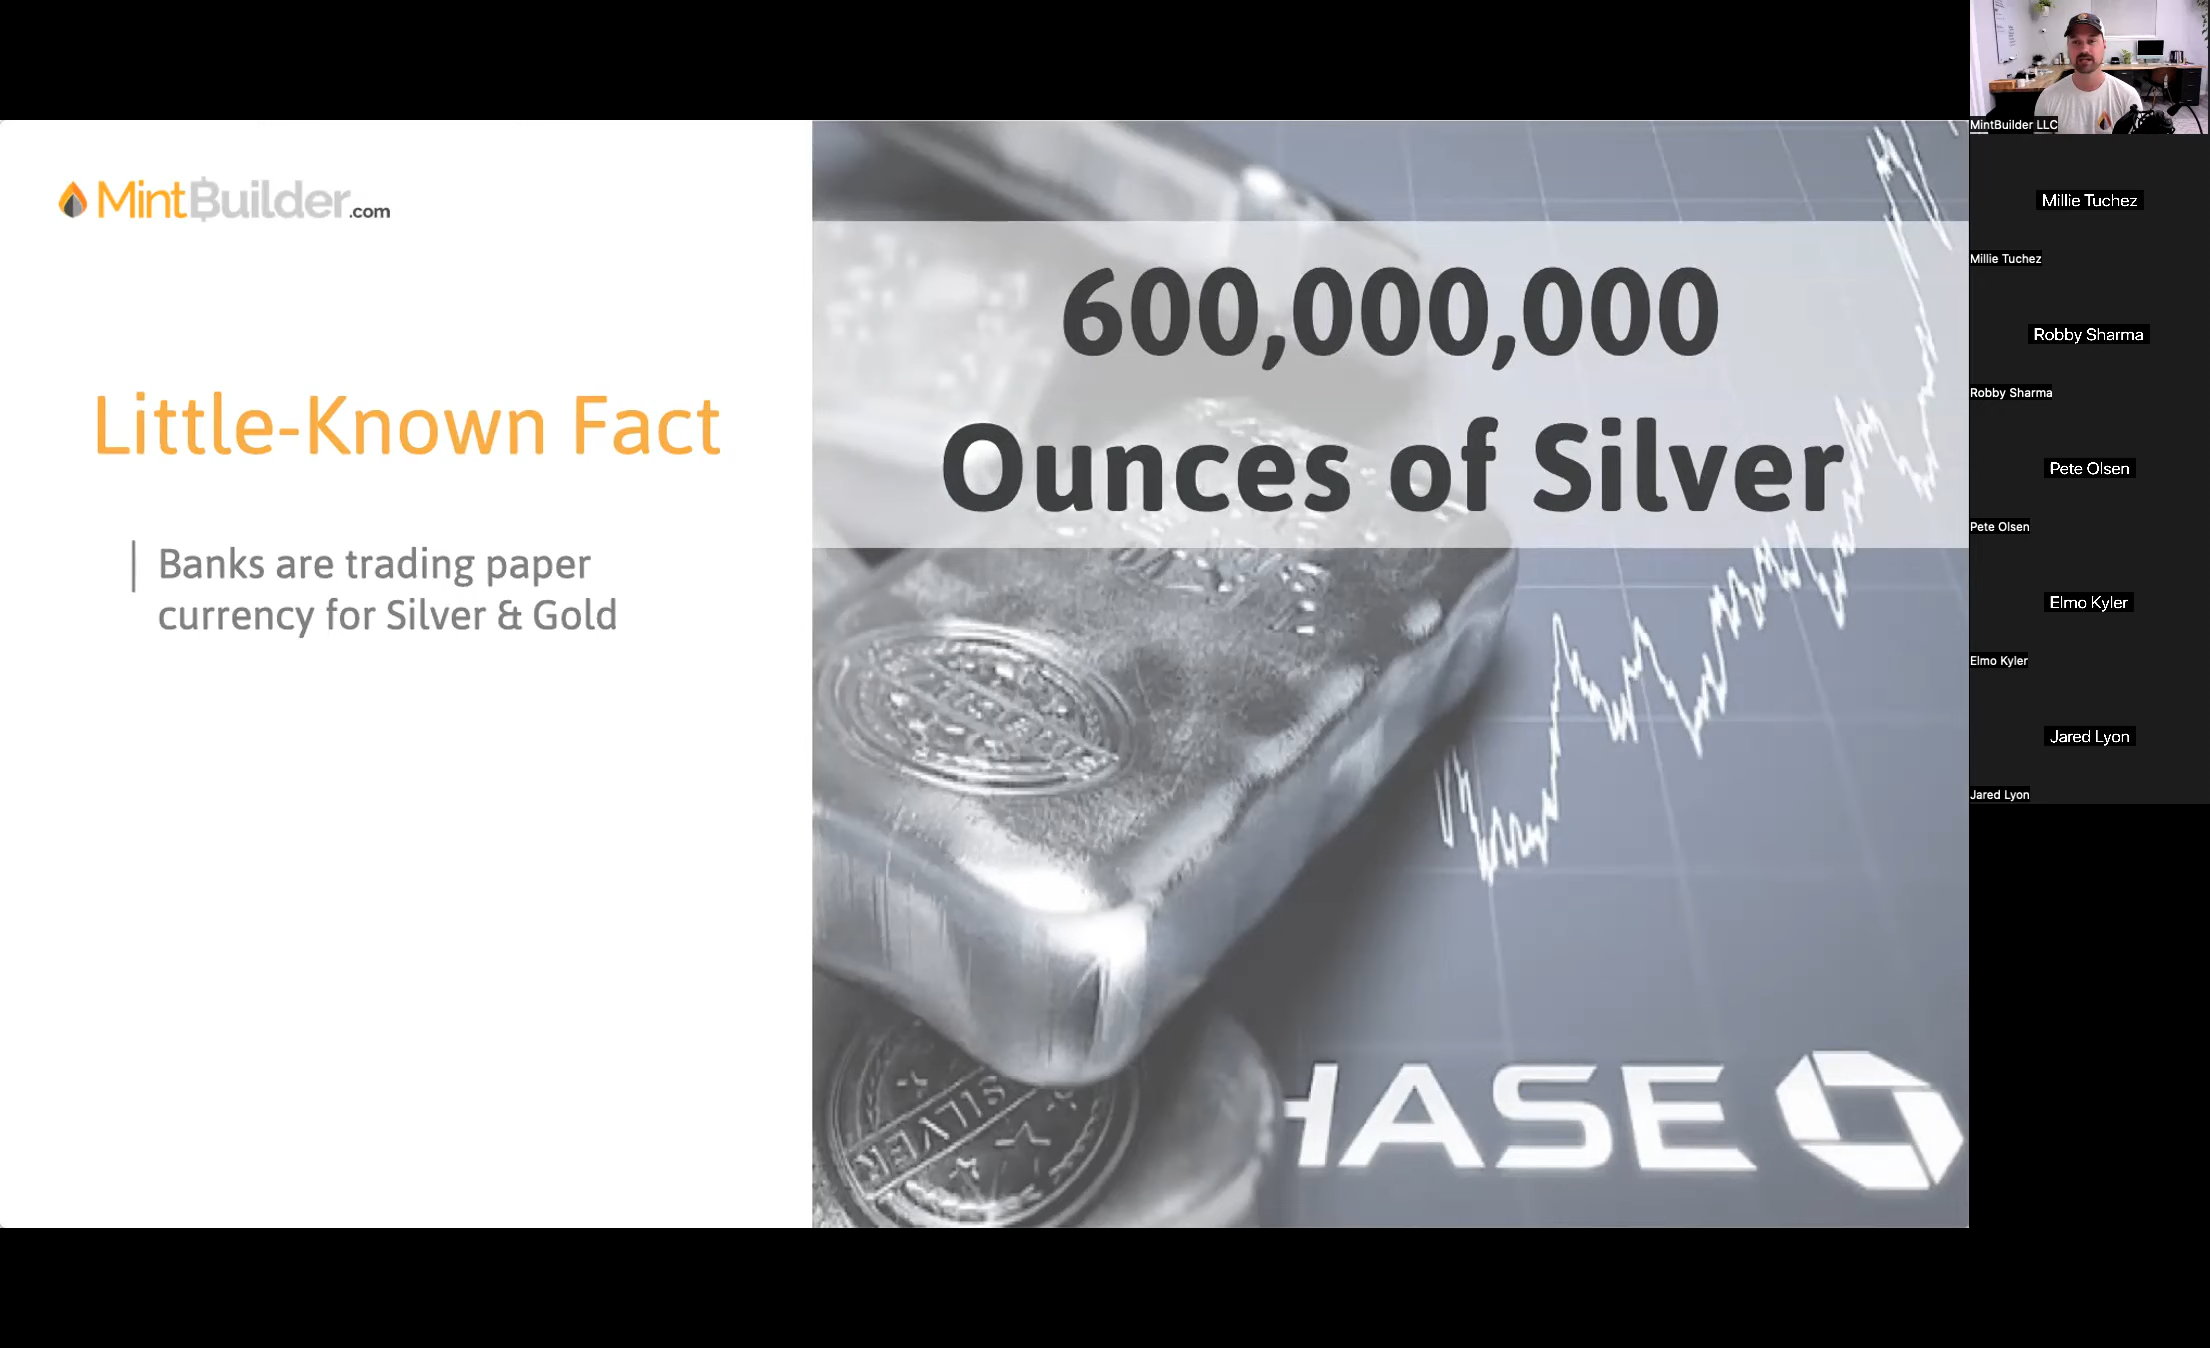 MintBuilder.com
Little-Known Fact
Banks are trading paper
currency for Silver & Gold
600,000,000
Ounces of Silver
SILVER
HASE
MintBuilder LLC
Millie Tuchez
Millie Tuchez
Robby Sharma
Robby Sharma
Pete Olsen
Pete Olsen
Elmo Kyler
Elmo Kyler
Jared Lyon
Jared Lyon